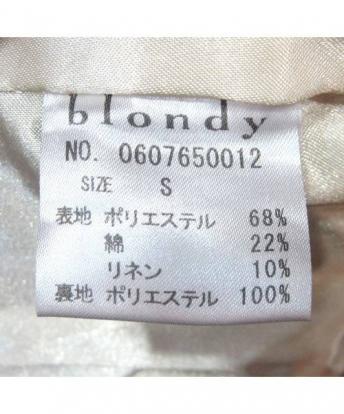 blondy
NO. 0607650012
SIZE S
表地 ポリエステル 68%
綿 22%
リネン 10%
裏地 ポリエステル 100%